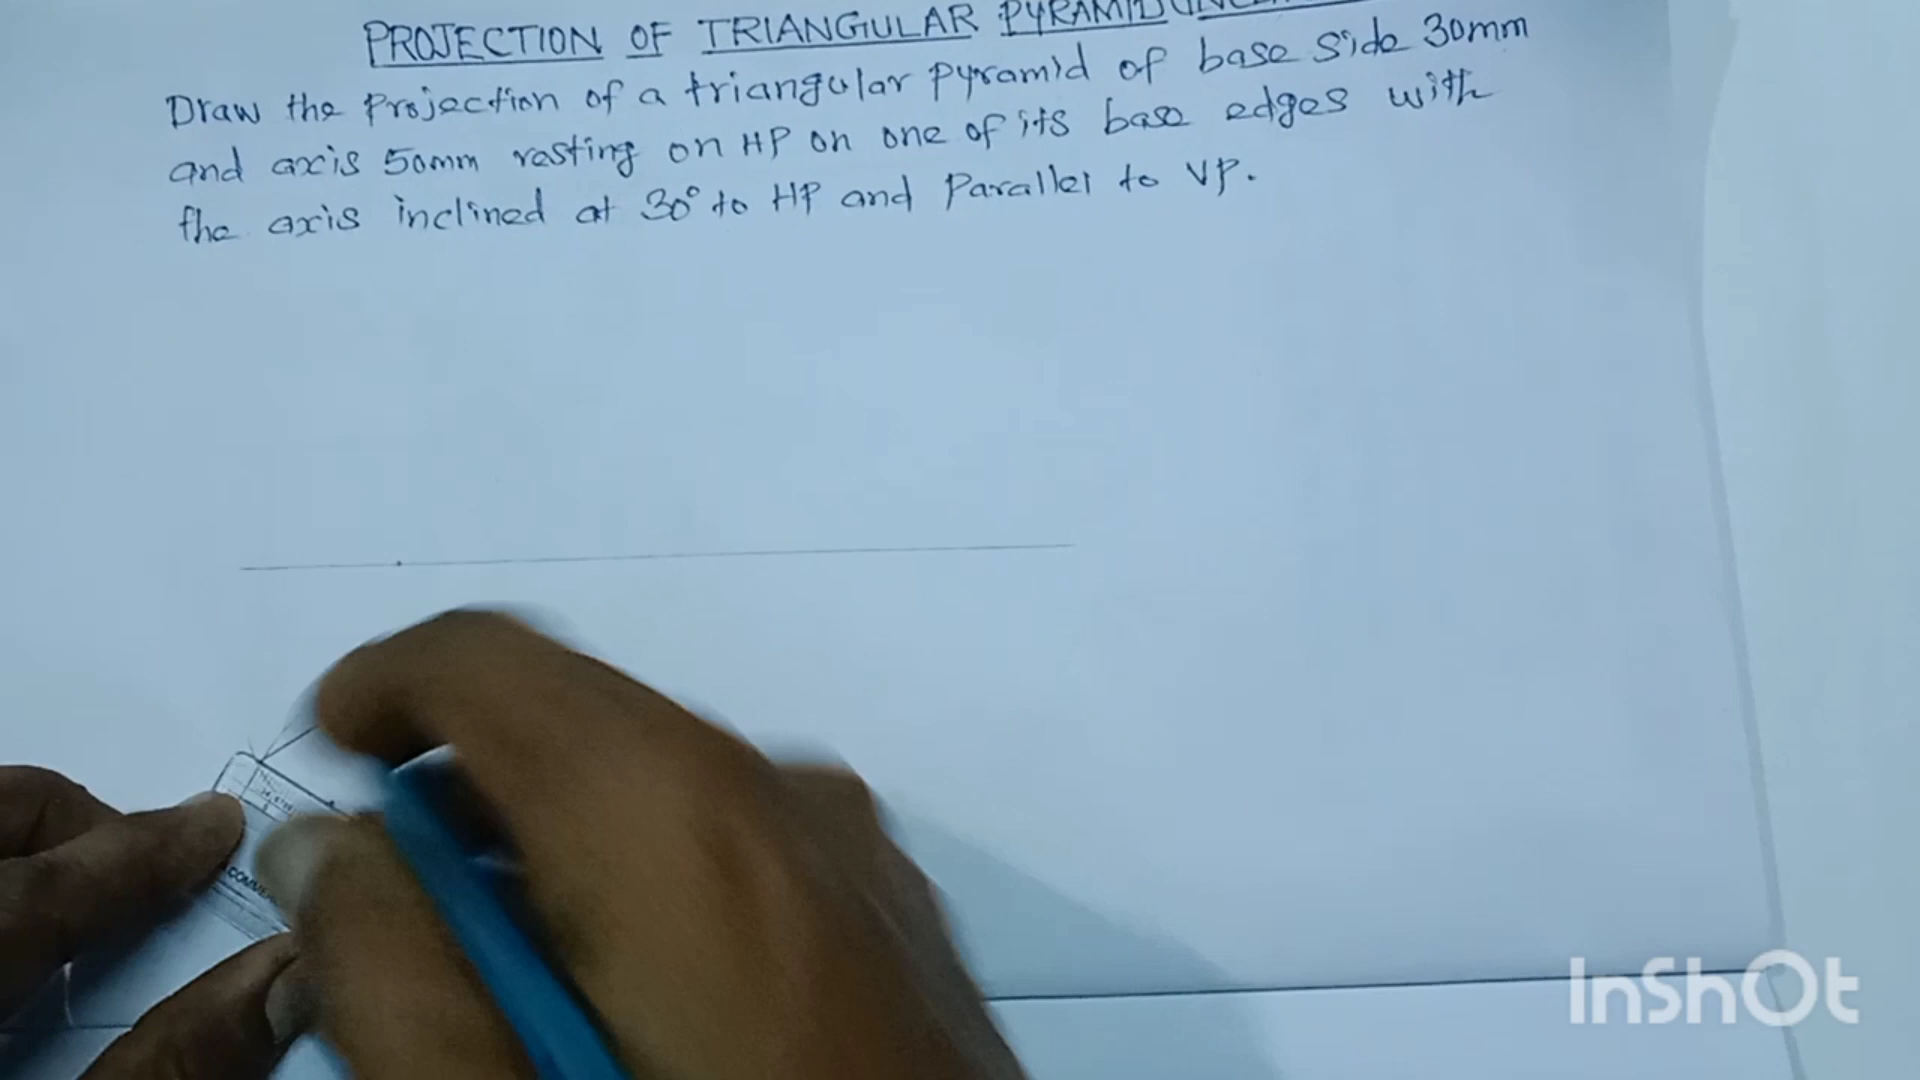 PROJECTION OF TRIANGULAR PYRAMID
Draw the Projection of a triangular pyramid of base side 30mm
and axis 50mm resting on HP on one of its base edges with
the axis inclined at 30° to HP and Parallel to VP.
InShOt